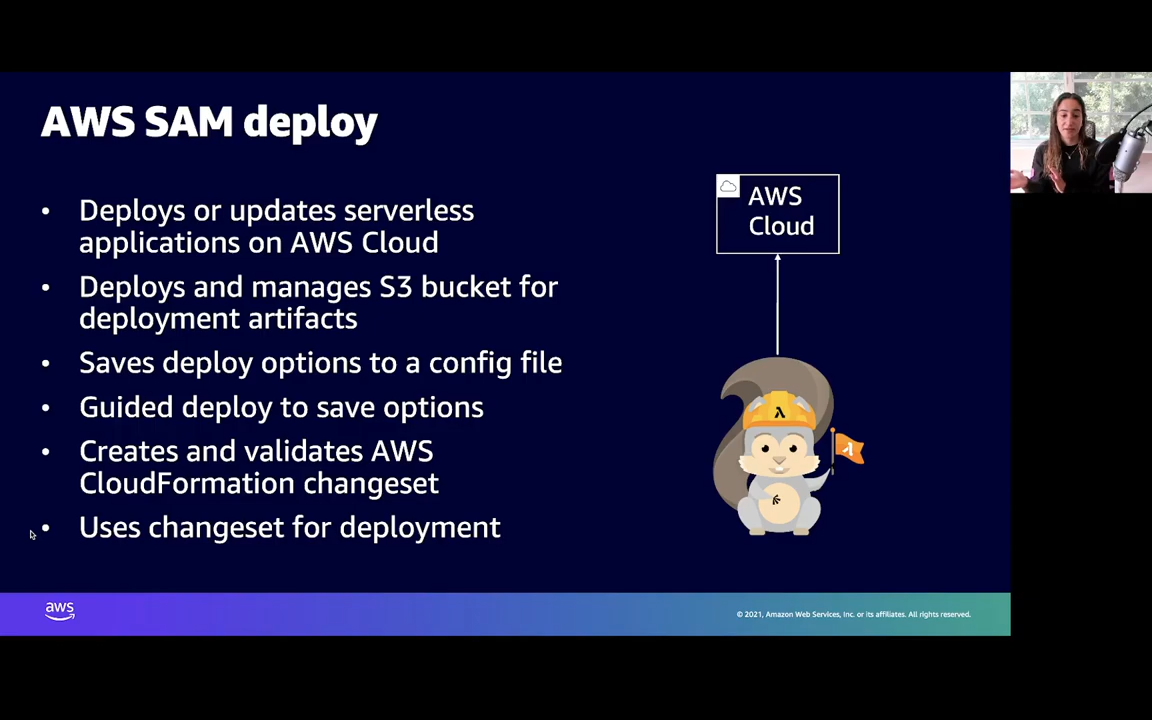 AWS SAM deploy
• Deploys or updates serverless
applications on AWS Cloud
• Deploys and manages S3 bucket for
deployment artifacts
• Saves deploy options to a config file
• Guided deploy to save options
• Creates and validates AWS
CloudFormation changeset
• Uses changeset for deployment
AWS
Cloud
λ
λ
aws
© 2021, Amazon Web Services, Inc. or its affiliates. All rights reserved.